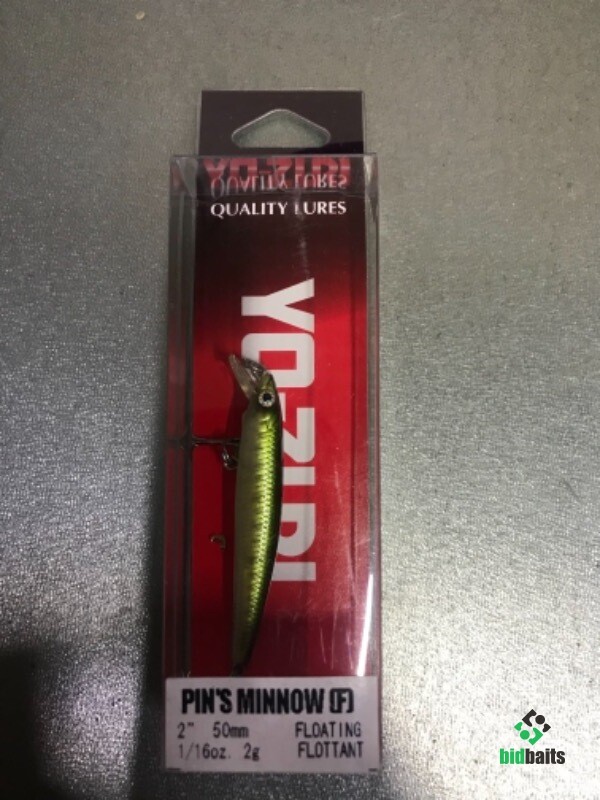 YO-ZURI
QUALITY LURES
QUALITY LURES
YO-ZURI
PIN'S MINNOW (F)
2" 50mm FLOATING
1/16oz. 2g FLOTTANT
bidbaits